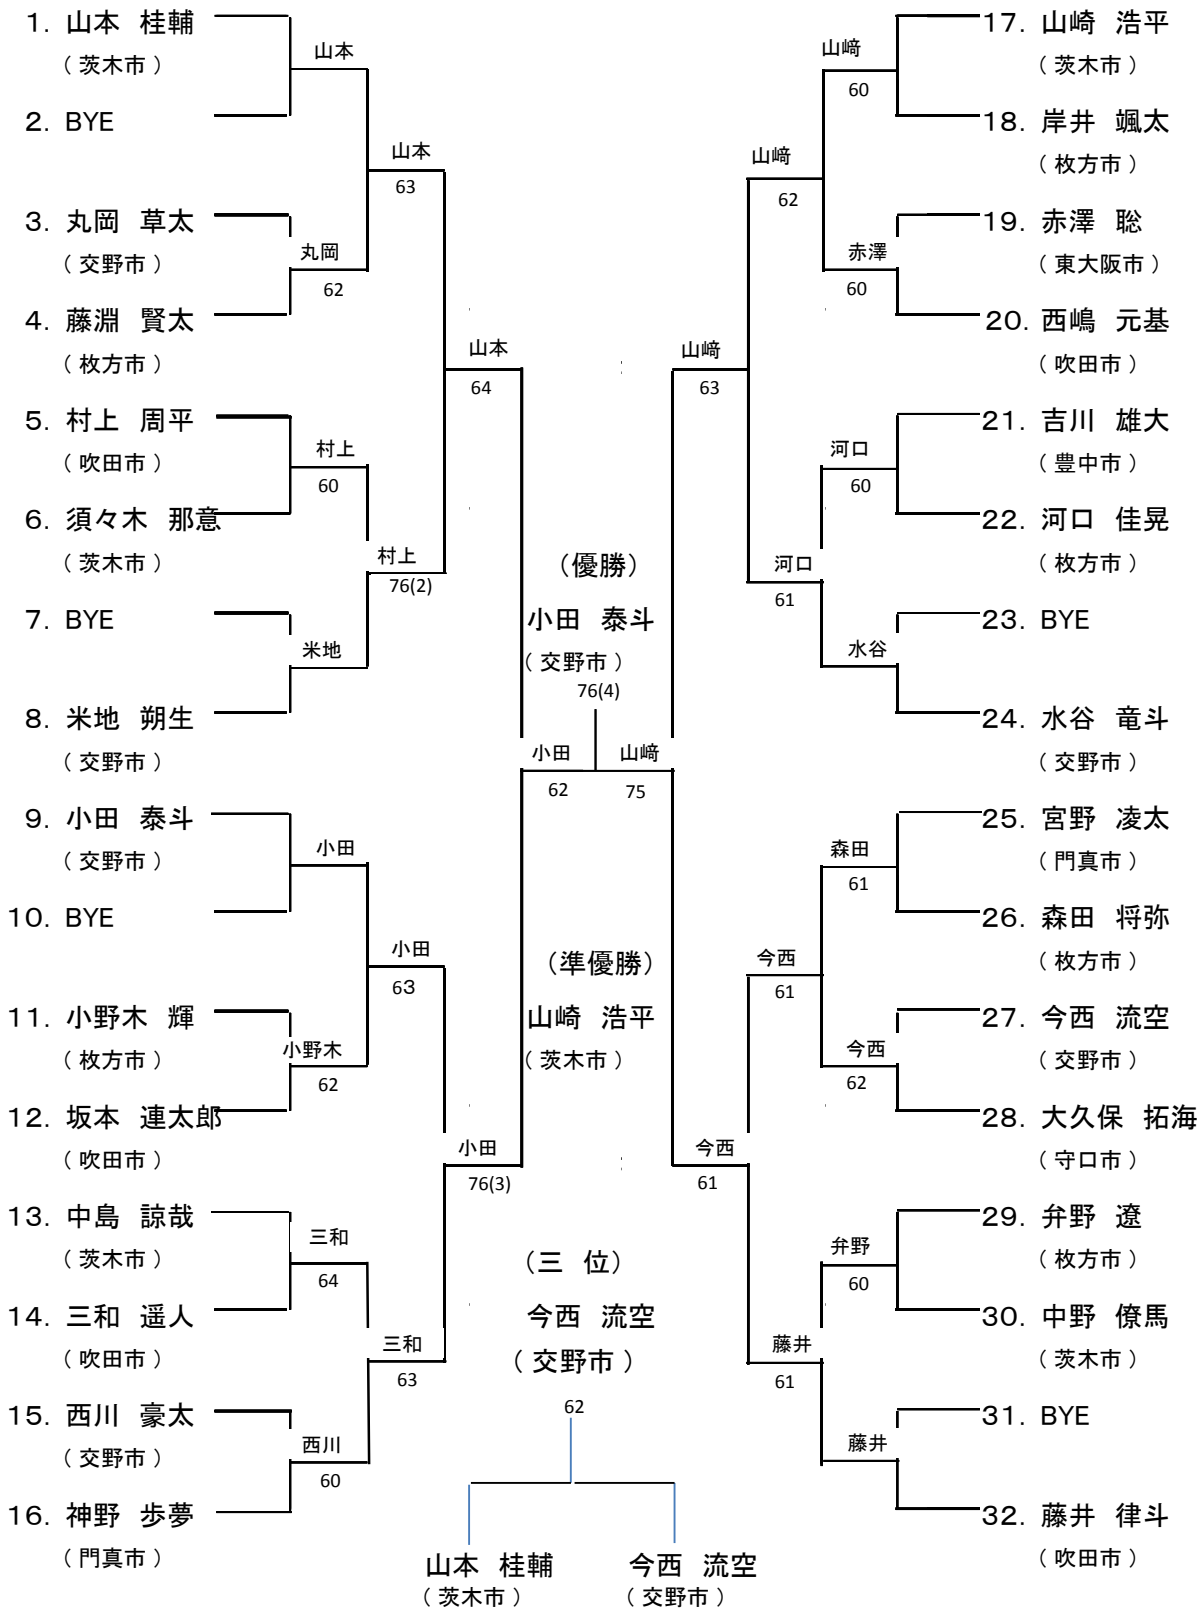 1. 山本 桂輔
（ 茨木市 ）
2. BYE
3. 丸岡 草太
（ 交野市 ）
4. 藤淵 賢太
（ 枚方市 ）
5. 村上 周平
（ 吹田市 ）
6. 須々木 那意
（ 茨木市 ）
7. BYE
8. 米地 朔生
（ 交野市 ）
9. 小田 泰斗
（ 交野市 ）
10. BYE
11. 小野木 輝
（ 枚方市 ）
12. 坂本 連太郎
（ 吹田市 ）
13. 中島 諒哉
（ 茨木市 ）
14. 三和 遥人
（ 吹田市 ）
15. 西川 豪太
（ 交野市 ）
16. 神野 歩夢
（ 門真市 ）
山本
丸岡
62
村上
60
米地
小田
小野木
62
三和
64
西川
60
山本
63
村上
76(2)
小田
63
三和
63
山本
64
小田
76(3)
（優勝）
小田 泰斗
（ 交野市 ）
76(4)
小田
62
山﨑
75
（準優勝）
山崎 浩平
（ 茨木市 ）
（三 位）
今西 流空
（ 交野市 ）
62
山本 桂輔
（ 茨木市 ）
今西 流空
（ 交野市 ）
山﨑
63
今西
61
山﨑
62
河口
61
今西
61
藤井
61
山﨑
60
赤澤
60
河口
60
水谷
森田
61
今西
62
弁野
60
藤井
17. 山崎 浩平
（ 茨木市 ）
18. 岸井 颯太
（ 枚方市 ）
19. 赤澤 聡
（ 東大阪市 ）
20. 西嶋 元基
（ 吹田市 ）
21. 吉川 雄大
（ 豊中市 ）
22. 河口 佳晃
（ 枚方市 ）
23. BYE
24. 水谷 竜斗
（ 交野市 ）
25. 宮野 凌太
（ 門真市 ）
26. 森田 将弥
（ 枚方市 ）
27. 今西 流空
（ 交野市 ）
28. 大久保 拓海
（ 守口市 ）
29. 弁野 遼
（ 枚方市 ）
30. 中野 僚馬
（ 茨木市 ）
31. BYE
32. 藤井 律斗
（ 吹田市 ）